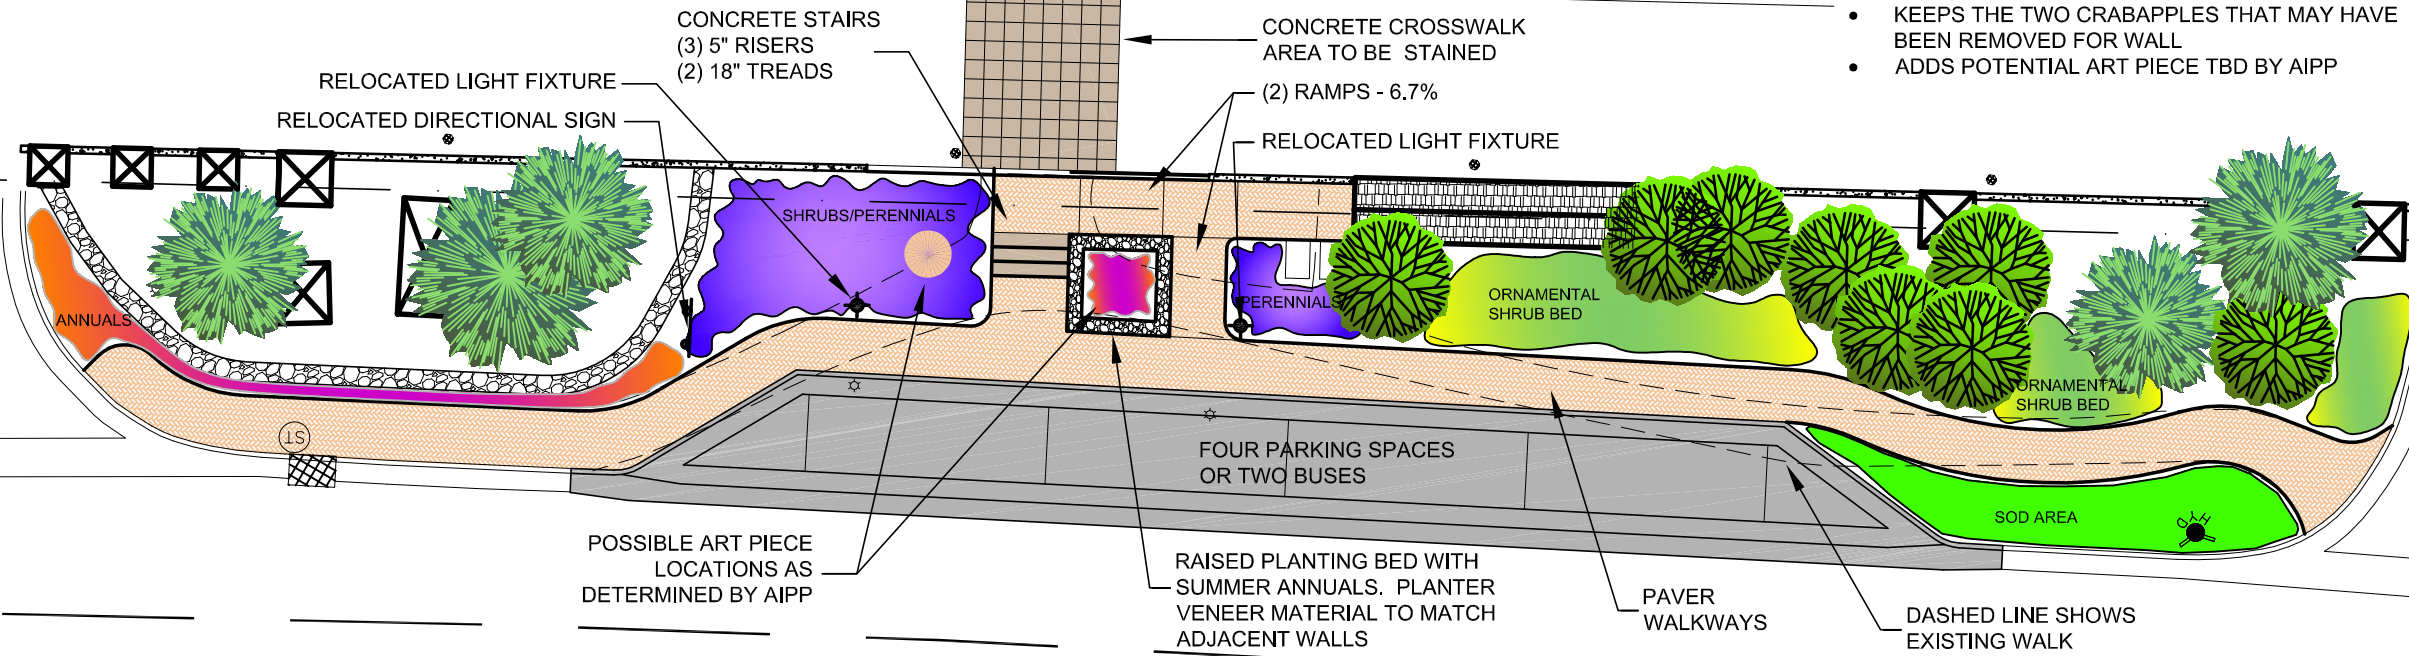 CONCRETE STAIRS
(3) 5" RISERS
(2) 18" TREADS
CONCRETE CROSSWALK
AREA TO BE STAINED
• KEEPS THE TWO CRABAPPLES THAT MAY HAVE
BEEN REMOVED FOR WALL
• ADDS POTENTIAL ART PIECE TBD BY AIPP
RELOCATED LIGHT FIXTURE
(2) RAMPS - 6.7%
RELOCATED DIRECTIONAL SIGN
RELOCATED LIGHT FIXTURE
SHRUBS/PERENNIALS
ANNUALS
PERENNIALS
ORNAMENTAL
SHRUB BED
ORNAMENTAL
SHRUB BED
ST
FOUR PARKING SPACES
OR TWO BUSES
SOD AREA
HYD
POSSIBLE ART PIECE
LOCATIONS AS
DETERMINED BY AIPP
RAISED PLANTING BED WITH
SUMMER ANNUALS. PLANTER
VENEER MATERIAL TO MATCH
ADJACENT WALLS
PAVER
WALKWAYS
DASHED LINE SHOWS
EXISTING WALK